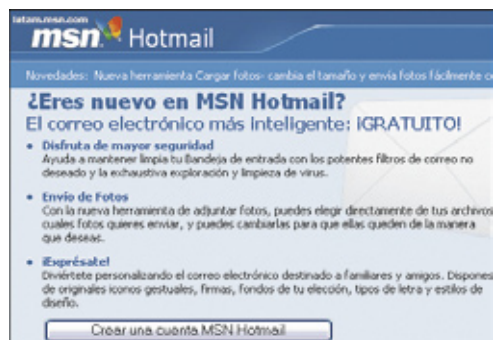 latam.msn.com
msn Hotmail
Novedades: Nueva herramienta Cargar fotos- cambia el tamaño y envía fotos fácilmente
¿Eres nuevo en MSN Hotmail?
El correo electrónico más inteligente: ¡GRATUITO!
• Disfruta de mayor seguridad
Ayuda a mantener limpia tu Bandeja de entrada con los potentes filtros de correo no
deseado y la exhaustiva exploración y limpieza de virus.
• Envío de Fotos
Con la nueva herramienta de adjuntar fotos, puedes elegir directamente de tus archivos
cuales fotos quieres enviar, y puedes cambiarlas para que ellas queden de la manera
que deseas.
• ¡Exprésate!
Diviértete personalizando el correo electrónico destinado a familiares y amigos. Dispones
de originales iconos gestuales, firmas, fondos de tu elección, tipos de letra y estilos de
diseño.
Crear una cuenta MSN Hotmail